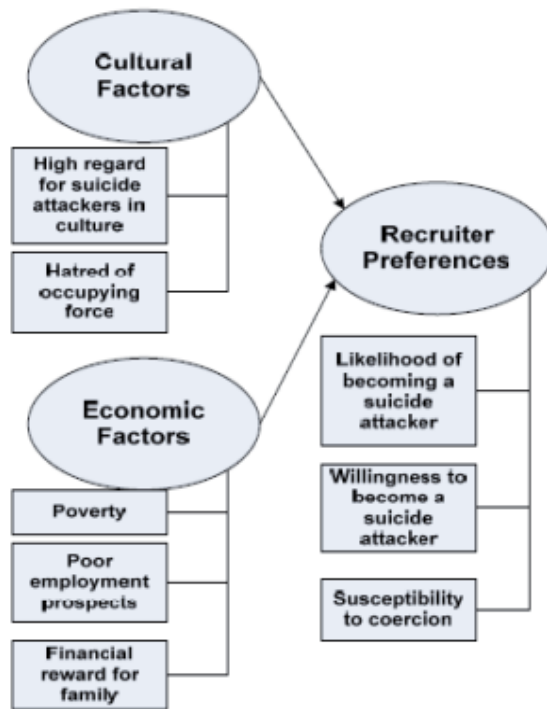 Cultural
Factors
High regard
for suicide
attackers in
culture
Hatred of
occupying
force
Recruiter
Preferences
Likelihood of
becoming a
suicide
attacker
Economic
Factors
Willingness to
become a
suicide
attacker
Poverty
Poor
employment
prospects
Susceptibility
to coercion
Financial
reward for
family